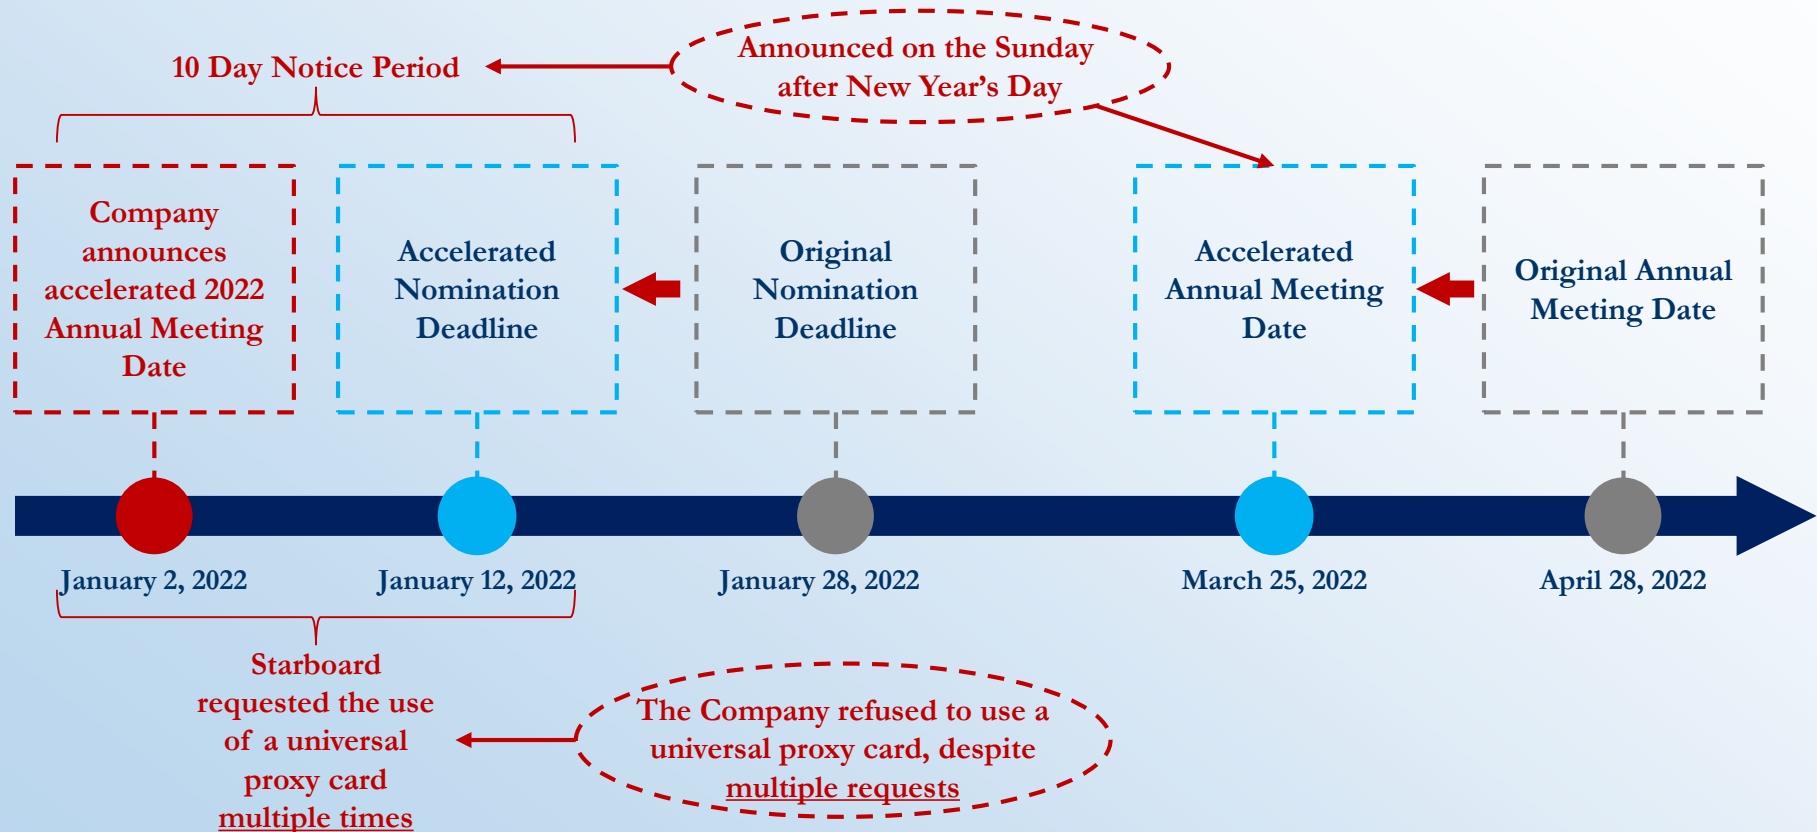 10 Day Notice Period
Announced on the Sunday
after New Year's Day
Company
announces
accelerated 2022
Annual Meeting
Date
Accelerated
Nomination
Deadline
Original
Nomination
Deadline
Accelerated
Annual Meeting
Date
Original Annual
Meeting Date
January 2, 2022
January 12, 2022
January 28, 2022
March 25, 2022
April 28, 2022
Starboard
requested the use
of a universal
proxy card
multiple times
The Company refused to use a
universal proxy card, despite
multiple requests